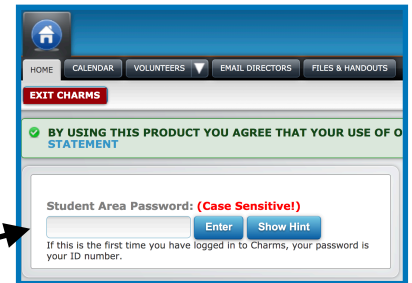 HOME CALENDAR VOLUNTEERS EMAIL DIRECTORS FILES & HANDOUTS
EXIT CHARMS
BY USING THIS PRODUCT YOU AGREE THAT YOUR USE OF O
STATEMENT
Student Area Password: (Case Sensitive!)
Enter Show Hint
If this is the first time you have logged in to Charms, your password is
your ID number.